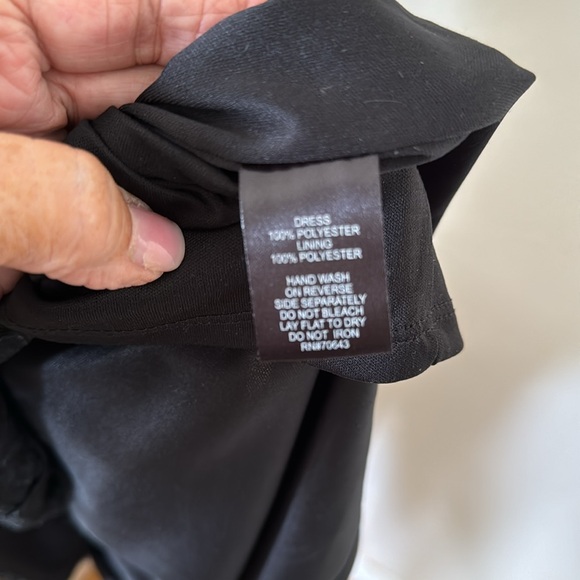 DRESS
100% POLYESTER
LINING
100% POLYESTER
HAND WASH
ON REVERSE
SIDE SEPARATELY
DO NOT BLEACH
LAY FLAT TO DRY
DO NOT IRON
RN#70643